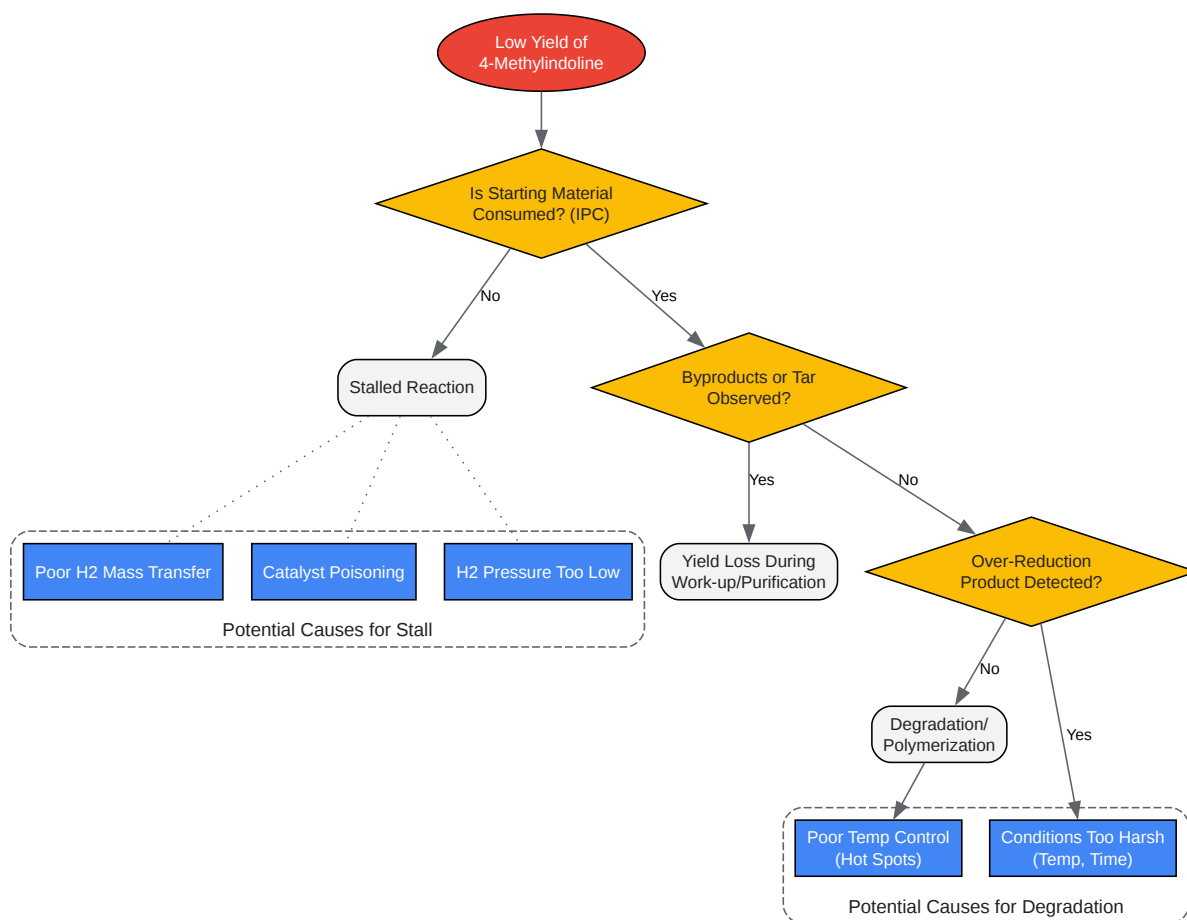 Low Yield of
4-Methylindoline
Is Starting Material
Consumed? (IPC)
No
Yes
Stalled Reaction
Byproducts or Tar
Observed?
Yes
No
Poor H2 Mass Transfer
Catalyst Poisoning
H2 Pressure Too Low
Potential Causes for Stall
Yield Loss During
Work-up/Purification
Over-Reduction
Product Detected?
No
Yes
Degradation/
Polymerization
Poor Temp Control
(Hot Spots)
Conditions Too Harsh
(Temp, Time)
Potential Causes for Degradation